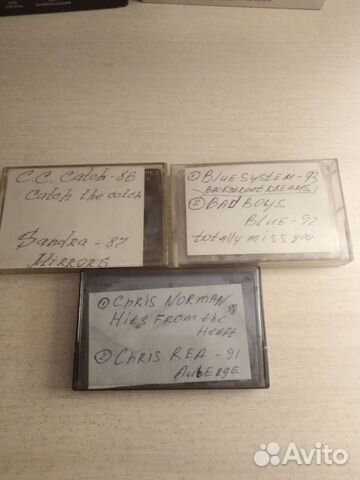 C.C. Catch - 86
Catch the catch
Sandra - 87
Mirrors
① Blue System - 93
Backstreet Dreams
② Bad Boys
Blue - 92
totally miss you
① Chris Norman
Hits From the
Heart
② Chris Rea - 91
Auberge
Avito